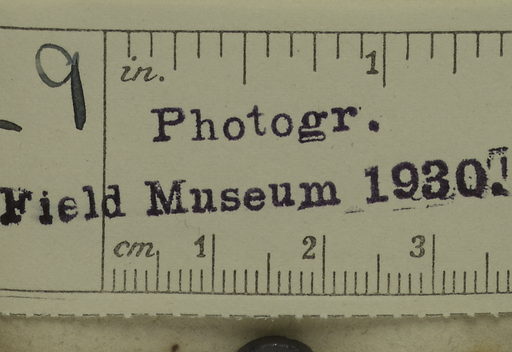 9
in. 1
Photogr.
Field Museum 1930.
cm 1 2 3